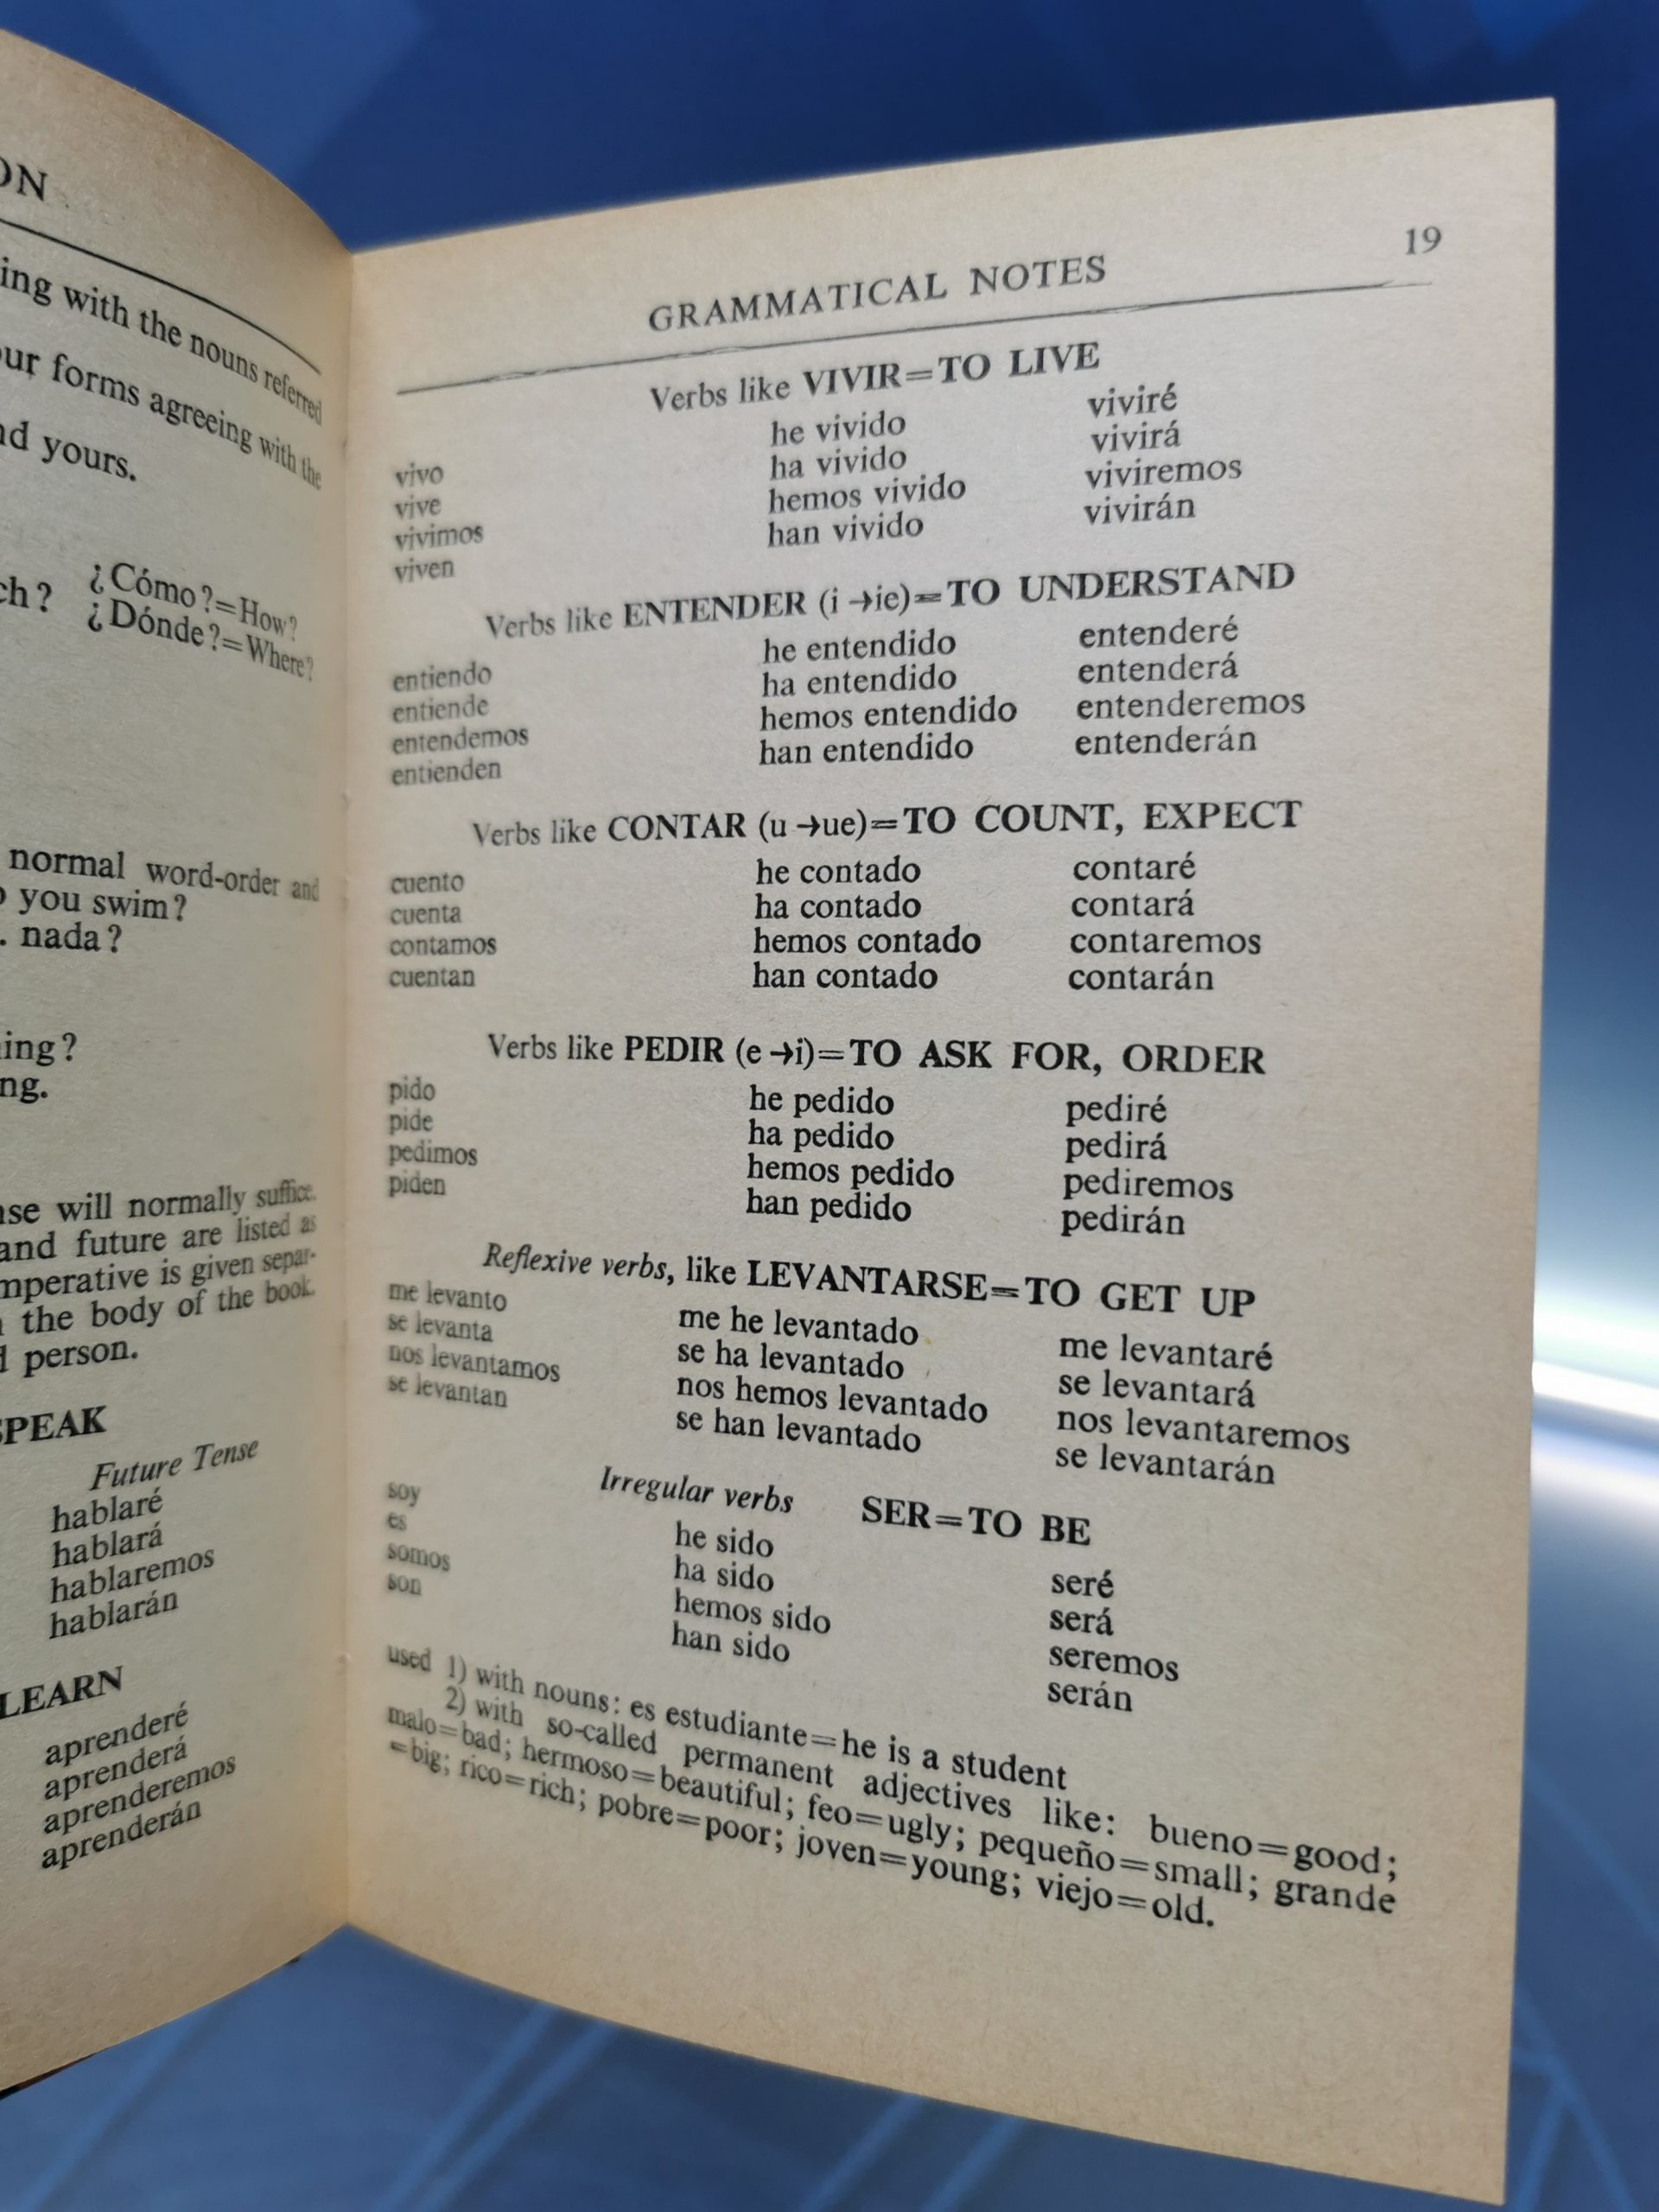 ON
ing with the nouns referred
our forms agreeing with the
nd yours.
ch? ¿Cómo?=How?
¿Dónde?=Where?
normal word-order and
you swim?
. nada?
ing?
ng.
will normally suffice.
and future are listed as
mperative is given separ-
the body of the book.
person.
SPEAK
Future Tense
hablaré
hablará
hablaremos
hablarán
LEARN
aprenderé
aprenderá
aprenderemos
aprenderán
GRAMMATICAL NOTES 19
Verbs like VIVIR=TO LIVE
vivo he vivido viviré
vive ha vivido vivirá
vivimos hemos vivido viviremos
viven han vivido vivirán
Verbs like ENTENDER (i →ie)=TO UNDERSTAND
entiendo he entendido entenderé
entiende ha entendido entenderá
entendemos hemos entendido entenderemos
entienden han entendido entenderán
Verbs like CONTAR (u →ue)=TO COUNT, EXPECT
cuento he contado contaré
cuenta ha contado contará
contamos hemos contado contaremos
cuentan han contado contarán
Verbs like PEDIR (e →i)=TO ASK FOR, ORDER
pido he pedido pediré
pide ha pedido pedirá
pedimos hemos pedido pediremos
piden han pedido pedirán
Reflexive verbs, like LEVANTARSE=TO GET UP
me levanto me he levantado me levantaré
se levanta se ha levantado se levantará
nos levantamos nos hemos levantado nos levantaremos
se levantan se han levantado se levantarán
Irregular verbs SER=TO BE
soy he sido seré
es ha sido será
somos hemos sido seremos
son han sido serán
used 1) with nouns: es estudiante=he is a student
2) with so-called permanent adjectives like: bueno=good;
malo=bad; hermoso=beautiful; feo=ugly; pequeño=small; grande
=big; rico=rich; pobre=poor; joven=young; viejo=old.